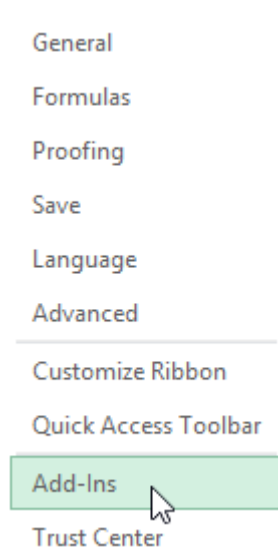 General
Formulas
Proofing
Save
Language
Advanced
Customize Ribbon
Quick Access Toolbar
Add-Ins
Trust Center